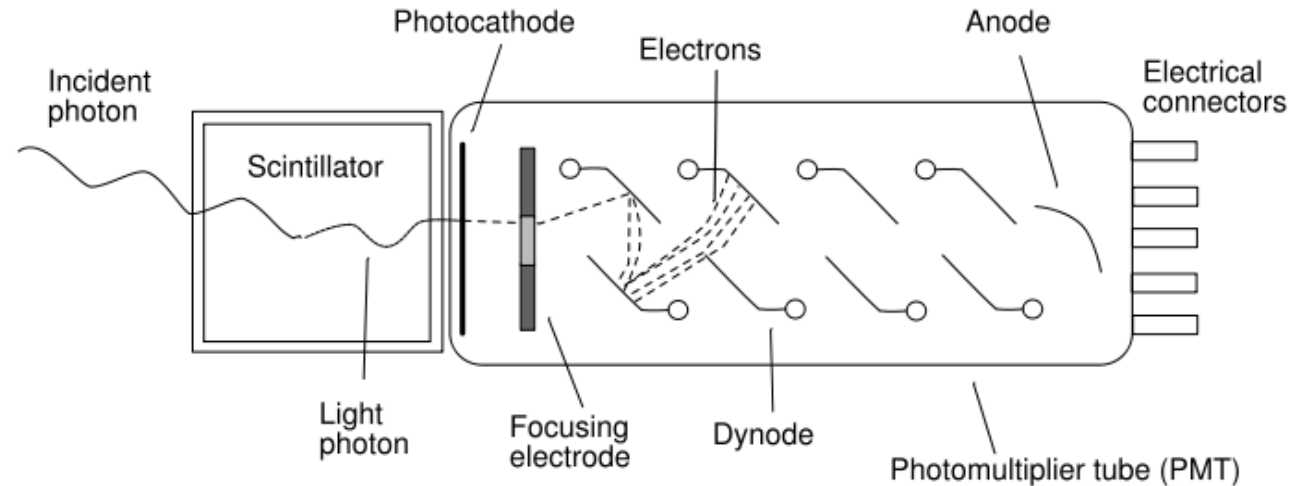 Photocathode
Anode
Electrons
Incident
photon
Electrical
connectors
Scintillator
Light
photon
Focusing
electrode
Dynode
Photomultiplier tube (PMT)